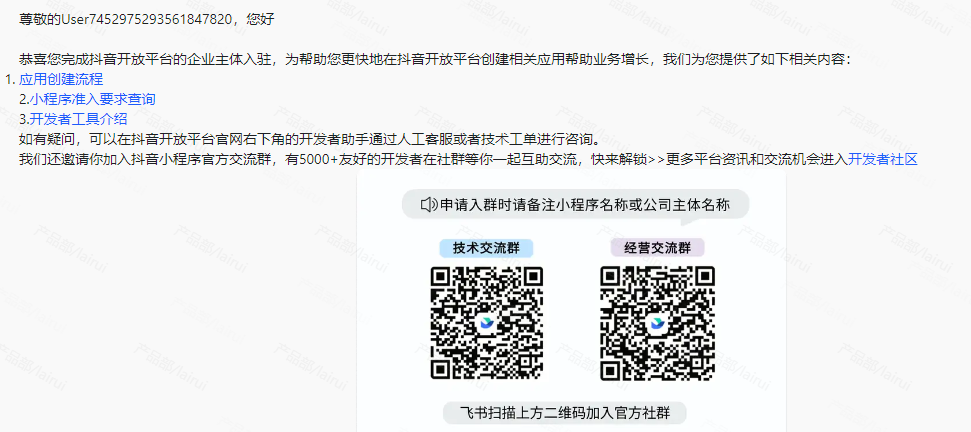 尊敬的User7452975293561847820，您好
恭喜您完成抖音开放平台的企业主体入驻，为帮助您更快地在抖音开放平台创建相关应用帮助业务增长，我们为您提供了如下相关内容：
1. 应用创建流程
2.小程序准入要求查询
3.开发者工具介绍
如有疑问，可以在抖音开放平台官网右下角的开发者助手通过人工客服或者技术工单进行咨询。
我们还邀请你加入抖音小程序官方交流群，有5000+友好的开发者在社群等你一起互助交流，快来解锁>>更多平台资讯和交流机会进入开发者社区
申请入群时请备注小程序名称或公司主体名称
技术交流群
经营交流群
飞书扫描上方二维码加入官方社群
产品部/lairui